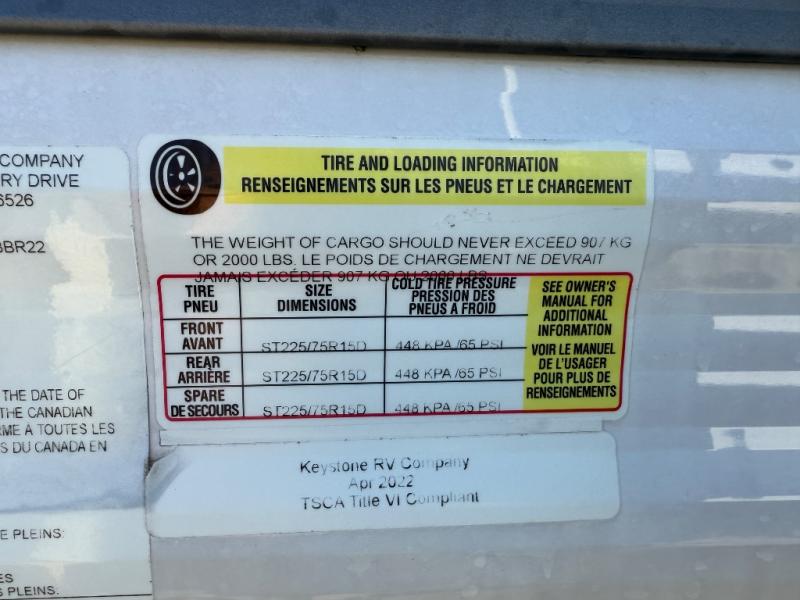 COMPANY
RY DRIVE
6526
BBR22
THE DATE OF
THE CANADIAN
ME A TOUTES LES
S DU CANADA EN
E PLEINS:
ES
S PLEINS:
TIRE AND LOADING INFORMATION
RENSEIGNEMENTS SUR LES PNEUS ET LE CHARGEMENT
THE WEIGHT OF CARGO SHOULD NEVER EXCEED 907 KG
OR 2000 LBS. LE POIDS DE CHARGEMENT NE DEVRAIT
JAMAIS EXCÉDER 907 KG OU 2000 LBS.
TIRE PNEU SIZE DIMENSIONS COLD TIRE PRESSURE PRESSION DES PNEUS A FROID
FRONT AVANT ST225/75R15D 448 KPA /65 PSI
REAR ARRIÈRE ST225/75R15D 448 KPA /65 PSI
SPARE DE SECOURS ST225/75R15D 448 KPA /65 PSI
SEE OWNER'S
MANUAL FOR
ADDITIONAL
INFORMATION
VOIR LE MANUEL
DE L'USAGER
POUR PLUS DE
RENSEIGNEMENTS
Keystone RV Company
Apr 2022
TSCA Title VI Compliant